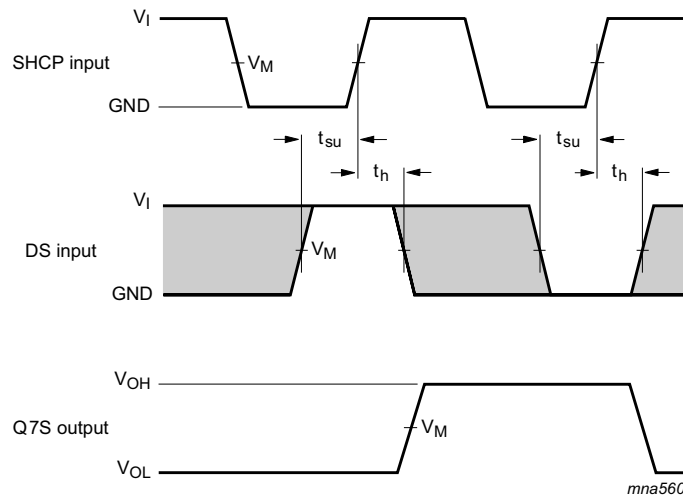 VI
SHCP input
VM
GND
tsu
tsu
th
th
VI
DS input
VM
GND
VOH
Q7S output
VM
VOL
mna560